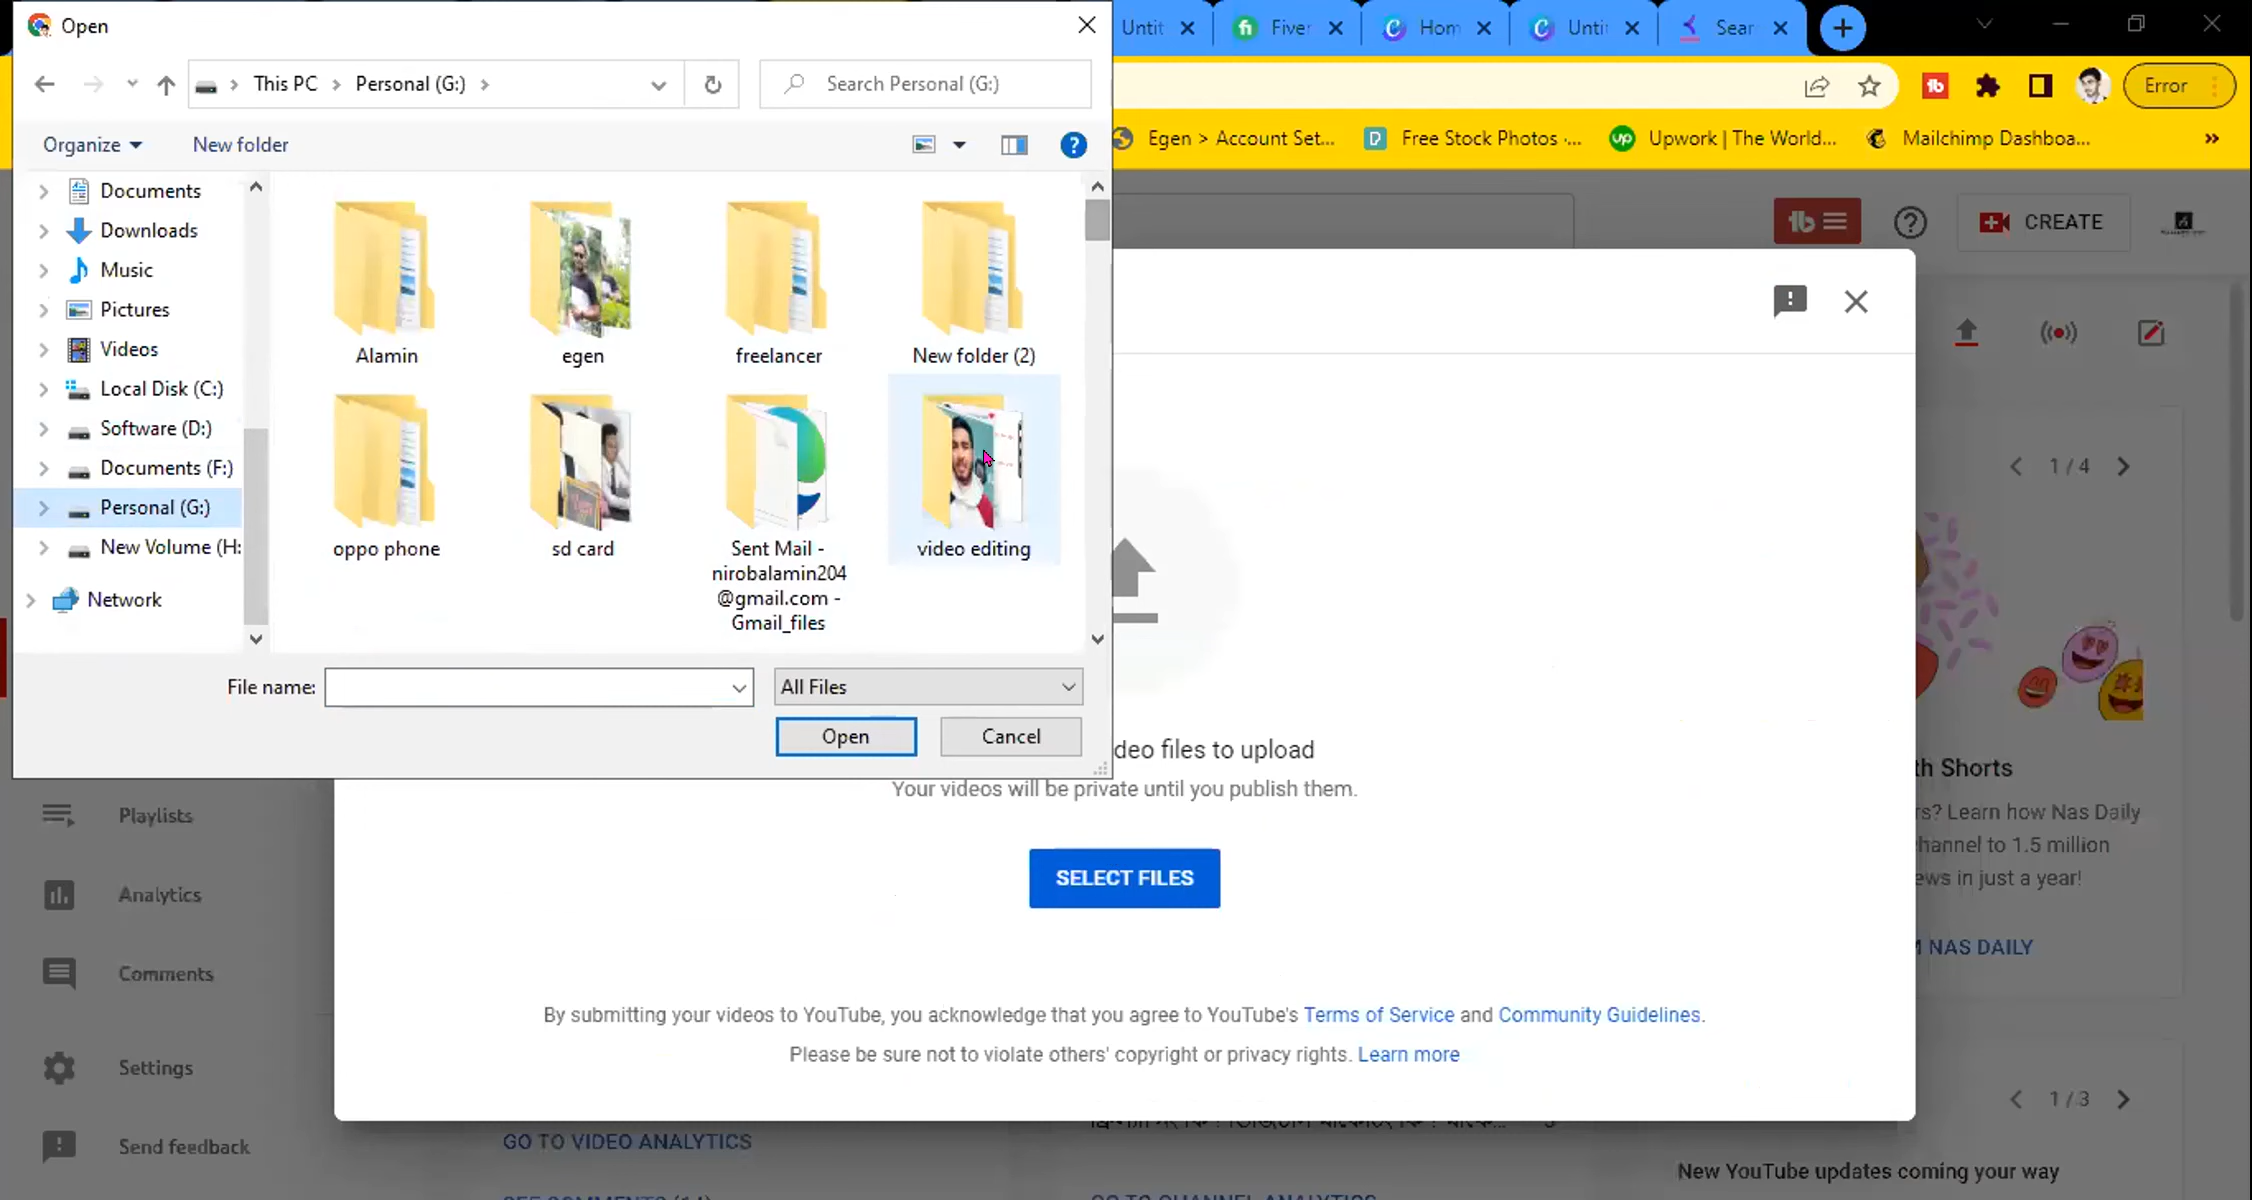 Open
This PC
Personal (G:)
Search Personal (G:)
Organize
New folder
Documents
Downloads
Music
Pictures
Videos
Local Disk (C:)
Software (D:)
Documents (F:)
Personal (G:)
New Volume (H:
Network
Alamin
egen
freelancer
New folder (2)
oppo phone
sd card
Sent Mail -
nirobalamin204
@gmail.com -
Gmail_files
video editing
File name:
All Files
Open
Cancel
Untit
Fiver
Hom
Untit
Sear
Error
Egen > Account Set...
Free Stock Photos ·...
Upwork | The World...
Mailchimp Dashboa...
CREATE
1 / 4
deo files to upload
Your videos will be private until you publish them.
SELECT FILES
By submitting your videos to YouTube, you acknowledge that you agree to YouTube's Terms of Service and Community Guidelines.
Please be sure not to violate others' copyright or privacy rights. Learn more
th Shorts
rs? Learn how Nas Daily
hannel to 1.5 million
ews in just a year!
M NAS DAILY
1 / 3
New YouTube updates coming your way
Playlists
Analytics
Comments
Settings
Send feedback
GO TO VIDEO ANALYTICS
GO TO CHANNEL ANALYTICS